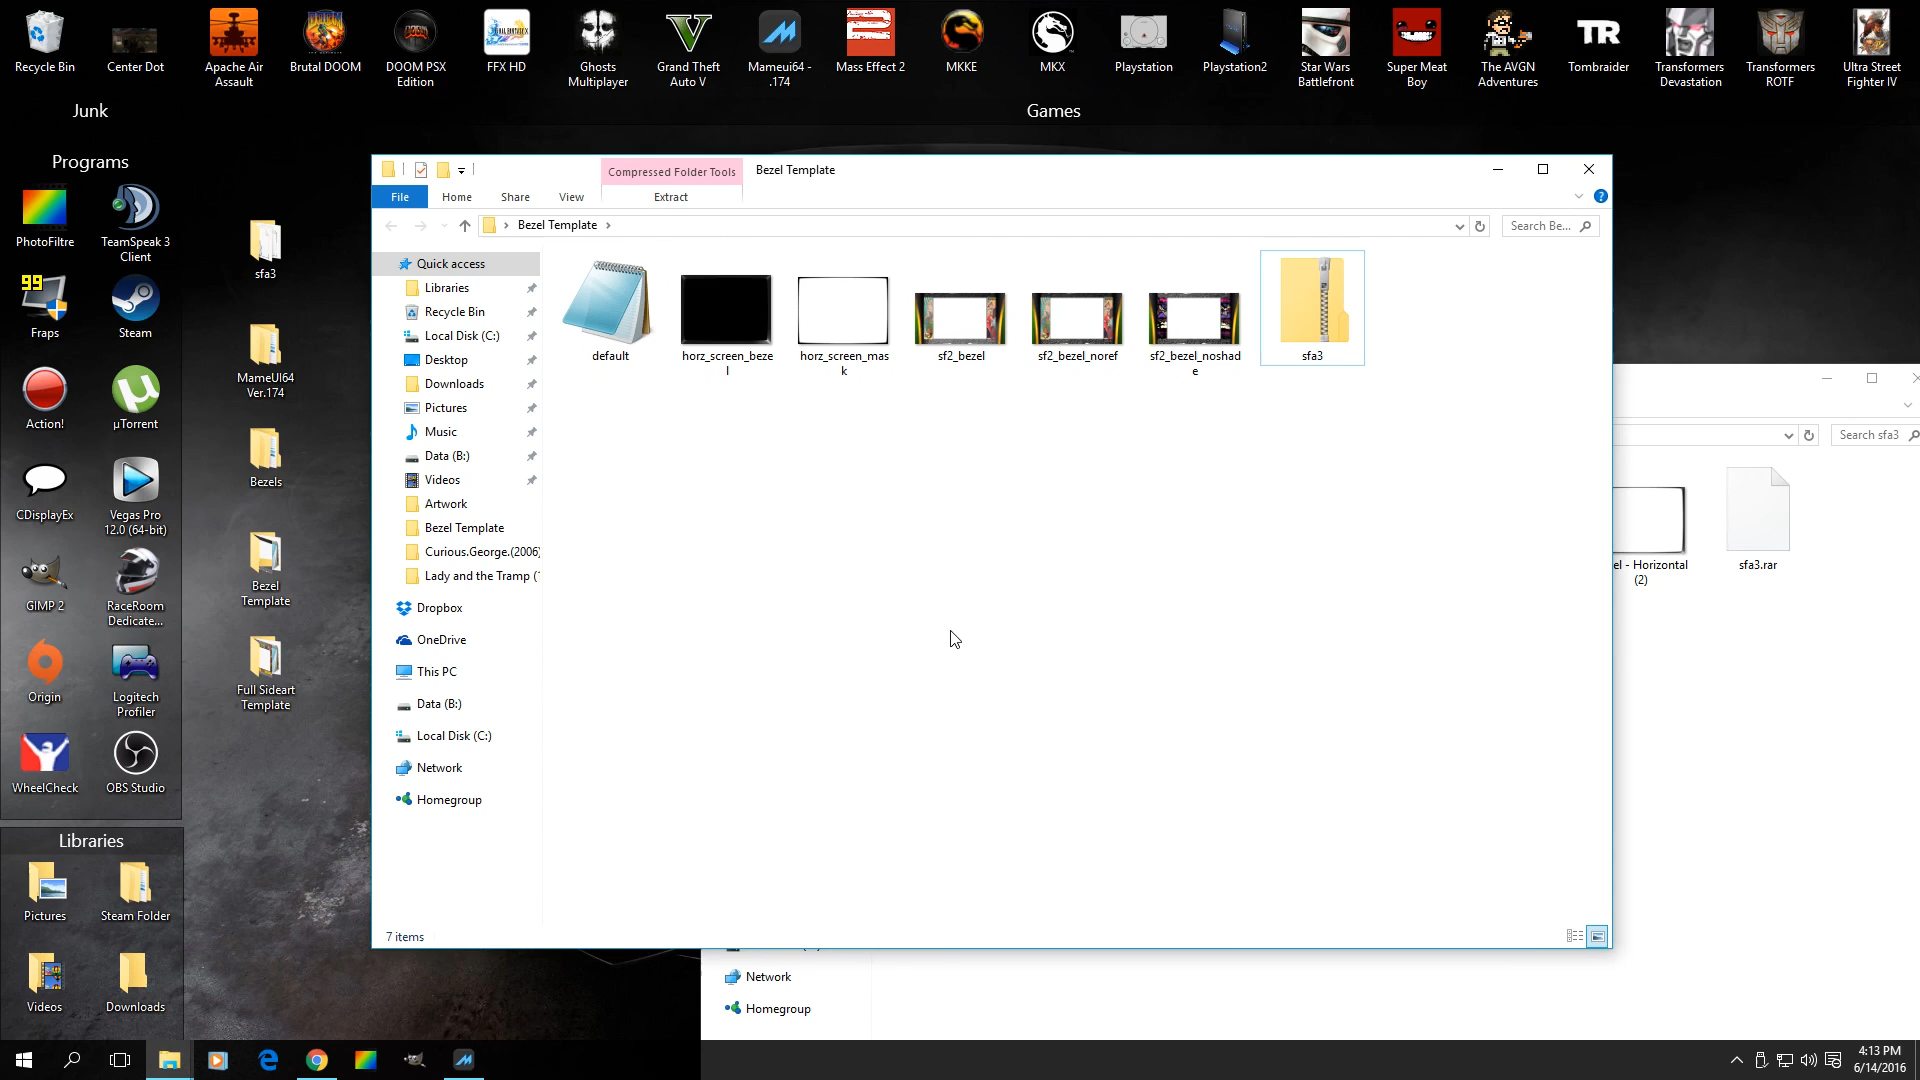 Recycle Bin
Center Dot
Apache Air
Assault
Brutal DOOM
DOOM PSX
Edition
FFX HD
Ghosts
Multiplayer
Grand Theft
Auto V
Mameui64 -
.174
Mass Effect 2
MKKE
MKX
Playstation
Playstation2
Star Wars
Battlefront
Super Meat
Boy
The AVGN
Adventures
TR
Tombraider
Transformers
Devastation
Transformers
ROTF
Ultra Street
Fighter IV
Junk
Games
Programs
PhotoFiltre
TeamSpeak 3
Client
99
Fraps
Steam
Action!
µTorrent
CDisplayEx
Vegas Pro
12.0 (64-bit)
GIMP 2
RaceRoom
Dedicate...
Origin
Logitech
Profiler
WheelCheck
OBS Studio
Libraries
Pictures
Steam Folder
Videos
Downloads
sfa3
MameUI64
Ver.174
Bezels
Bezel
Template
Full Sideart
Template
Compressed Folder Tools
Bezel Template
File
Home
Share
View
Extract
Bezel Template
Search Be...
Quick access
Libraries
Recycle Bin
Local Disk (C:)
Desktop
Downloads
Pictures
Music
Data (B:)
Videos
Artwork
Bezel Template
Curious.George.(2006)
Lady and the Tramp (
Dropbox
OneDrive
This PC
Data (B:)
Local Disk (C:)
Network
Homegroup
default
horz_screen_beze
l
horz_screen_mas
k
sf2_bezel
sf2_bezel_noref
sf2_bezel_noshad
e
sfa3
7 items
Search sfa3
el - Horizontal
(2)
sfa3.rar
Network
Homegroup
4:13 PM
6/14/2016